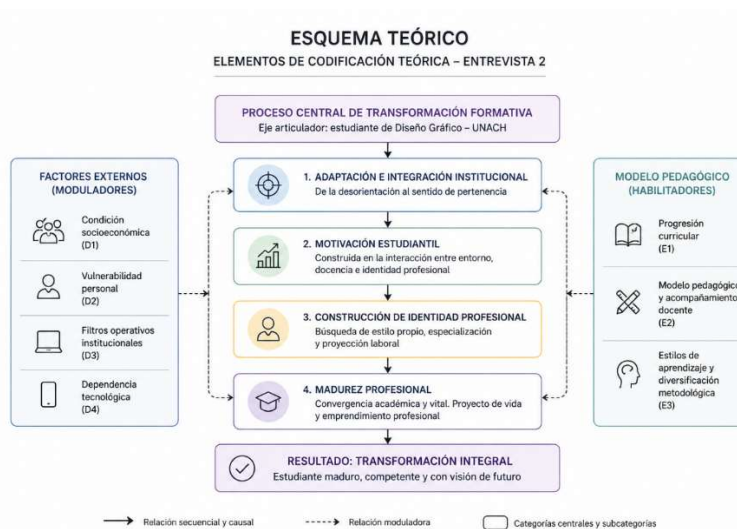 ESQUEMA TEÓRICO
ELEMENTOS DE CODIFICACIÓN TEÓRICA – ENTREVISTA 2
PROCESO CENTRAL DE TRANSFORMACIÓN FORMATIVA
Eje articulador: estudiante de Diseño Gráfico – UNACH
FACTORES EXTERNOS
(MODULADORES)
Condición
socioeconómica
(D1)
Vulnerabilidad
personal
(D2)
Filtros operativos
institucionales
(D3)
Dependencia
tecnológica
(D4)
1. ADAPTACIÓN E INTEGRACIÓN INSTITUCIONAL
De la desorientación al sentido de pertenencia
2. MOTIVACIÓN ESTUDIANTIL
Construida en la interacción entre entorno,
docencia e identidad profesional
3. CONSTRUCCIÓN DE IDENTIDAD PROFESIONAL
Búsqueda de estilo propio, especialización
y proyección laboral
4. MADUREZ PROFESIONAL
Convergencia académica y vital. Proyecto de vida
y emprendimiento profesional
MODELO PEDAGÓGICO
(HABILITADORES)
Progresión
curricular
(E1)
Modelo pedagógico
y acompañamiento
docente
(E2)
Estilos de
aprendizaje y
diversificación
metodológica
(E3)
RESULTADO: TRANSFORMACIÓN INTEGRAL
Estudiante maduro, competente y con visión de futuro
Relación secuencial y causal
Relación moduladora
Categorías centrales y subcategorías